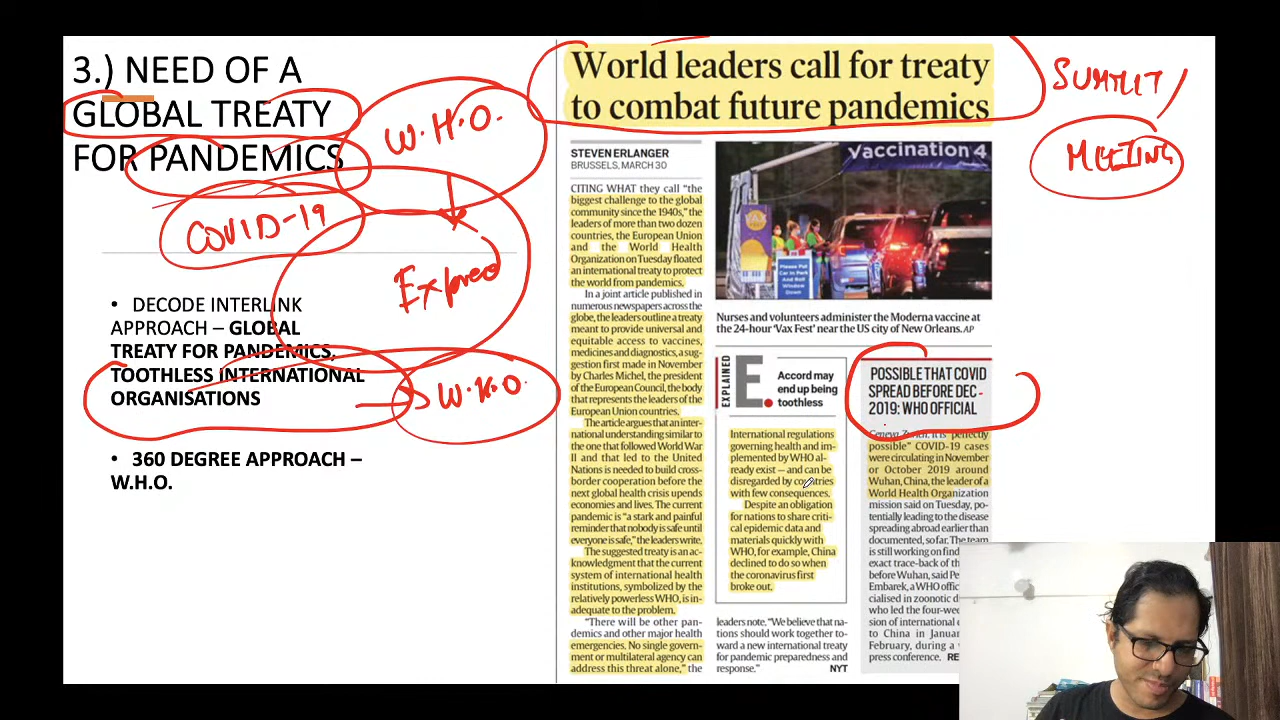 3.) NEED OF A
GLOBAL TREATY
FOR PANDEMICS
W.H.O.
COVID-19
Exposed
• DECODE INTERLINK
APPROACH – GLOBAL
TREATY FOR PANDEMICS,
TOOTHLESS INTERNATIONAL
ORGANISATIONS
W.H.O.
• 360 DEGREE APPROACH –
W.H.O.
World leaders call for treaty
to combat future pandemics
SUMMIT /
MEETING
STEVEN ERLANGER
BRUSSELS, MARCH 30
CITING WHAT they call “the
biggest challenge to the global
community since the 1940s,” the
leaders of more than two dozen
countries, the European Union
and the World Health
Organization on Tuesday floated
an international treaty to protect
the world from pandemics.
In a joint article published in
numerous newspapers across the
globe, the leaders outline a treaty
meant to provide universal and
equitable access to vaccines,
medicines and diagnostics, a sug-
gestion first made in November
by Charles Michel, the president
of the European Council, the body
that represents the leaders of the
European Union countries.
The article argues that an inter-
national understanding similar to
the one that followed World War
II and that led to the United
Nations is needed to build cross-
border cooperation before the
next global health crisis upends
economies and lives. The current
pandemic is “a stark and painful
reminder that nobody is safe until
everyone is safe,” the leaders write.
The suggested treaty is an ac-
knowledgment that the current
system of international health
institutions, symbolized by the
relatively powerless WHO, is in-
adequate to the problem.
“There will be other pan-
demics and other major health
emergencies. No single govern-
ment or multilateral agency can
address this threat alone,” the
Vaccination 4
VAX
FEST
Please Put
Car in Park
And Roll
Window
Down
Nurses and volunteers administer the Moderna vaccine at
the 24-hour ‘Vax Fest’ near the US city of New Orleans. AP
EXPLAINED
E.
Accord may
end up being
toothless
International regulations
governing health and im-
plemented by WHO al-
ready exist — and can be
disregarded by countries
with few consequences.
Despite an obligation
for nations to share criti-
cal epidemic data and
materials quickly with
WHO, for example, China
declined to do so when
the coronavirus first
broke out.
leaders note. “We believe that na-
tions should work together to-
ward a new international treaty
for pandemic preparedness and
response.” NYT
POSSIBLE THAT COVID
SPREAD BEFORE DEC
2019: WHO OFFICIAL
Geneva/Zurich: It is “perfectly
possible” COVID-19 cases
were circulating in November
or October 2019 around
Wuhan, China, the leader of a
World Health Organization
mission said on Tuesday, po-
tentially leading to the disease
spreading abroad earlier than
documented, so far. The team
is still working on find
exact trace-back of th
before Wuhan, said Pe
Embarek, a WHO offic
cialised in zoonotic di
who led the four-wee
sion of international e
to China in Januar
February, during a
press conference. RE